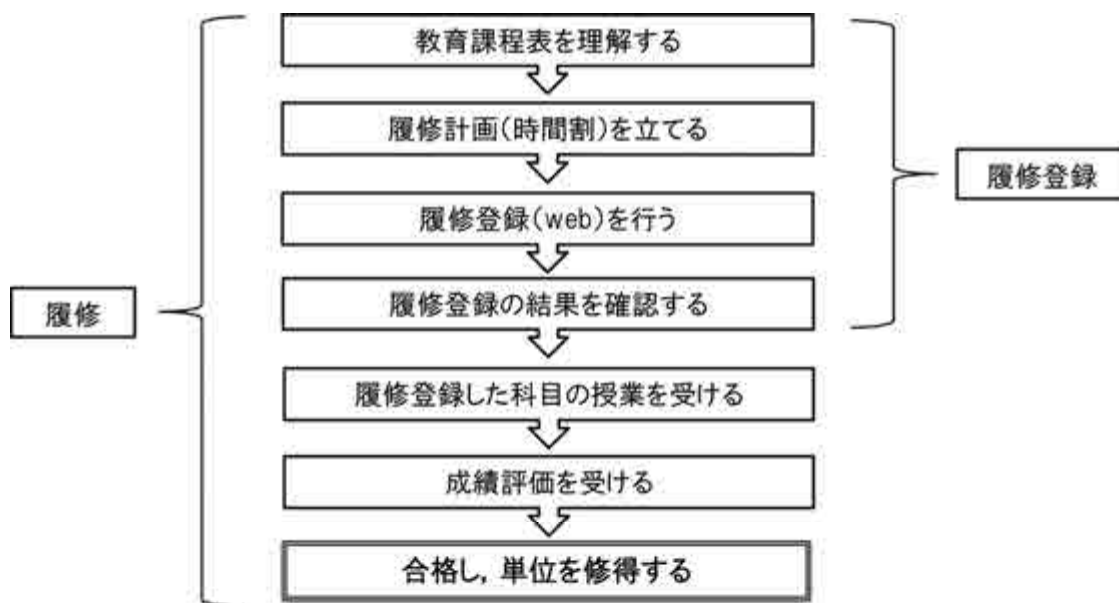 教育課程表を理解する
履修計画(時間割)を立てる
履修登録
履修登録(web)を行う
履修登録の結果を確認する
履修
履修登録した科目の授業を受ける
成績評価を受ける
合格し，単位を修得する